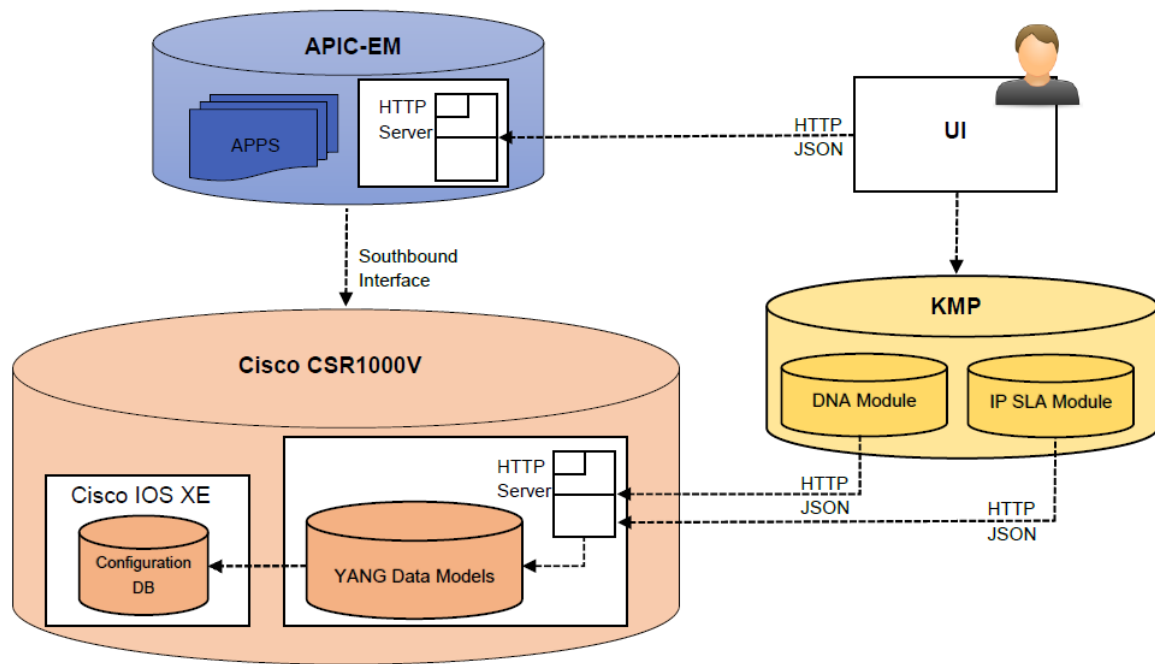 APIC-EM
APPS
HTTP
Server
HTTP
JSON
UI
Southbound
Interface
KMP
DNA Module
IP SLA Module
Cisco CSR1000V
HTTP
Server
HTTP
JSON
HTTP
JSON
Cisco IOS XE
Configuration
DB
YANG Data Models